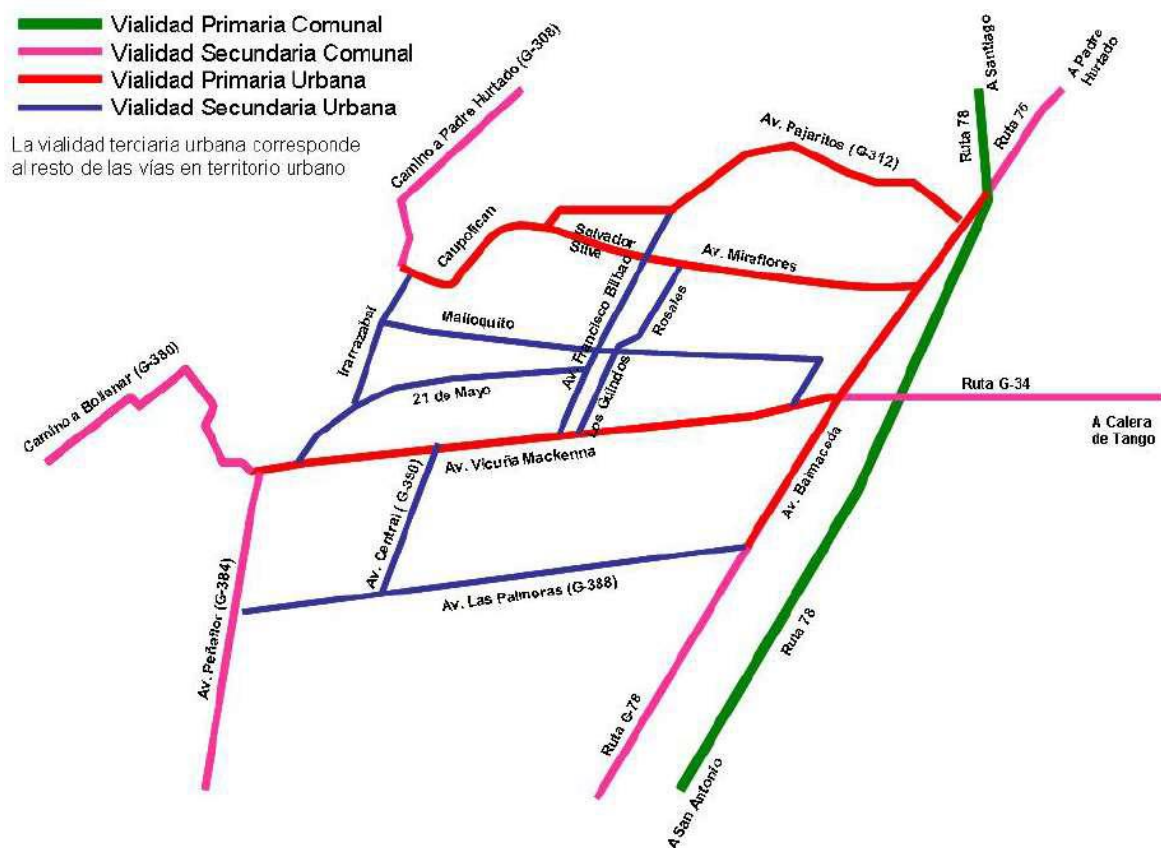 Vialidad Primaria Comunal
Vialidad Secundaria Comunal
Vialidad Primaria Urbana
Vialidad Secundaria Urbana
La vialidad terciaria urbana corresponde
al resto de las vías en territorio urbano
Camino a Padre Hurtado (G-308)
A Santiago
A Padre
Hurtado
Ruta 78
Ruta 76
Av. Pajaritos (G-312)
Caupolican
Salvador
Silva
Av. Miraflores
Av. Francisco Bilbao
Rosales
Irarrazabal
Malloquito
21 de Mayo
Los Guindos
Camino a Bollenar (G-380)
Ruta G-34
A Calera
de Tango
Av. Vicuña Mackenna
Av. Balmaceda
Av. Central (G-350)
Av. Las Palmeras (G-388)
Av. Peñaflor (G-384)
Ruta G-78
Ruta 78
A San Antonio